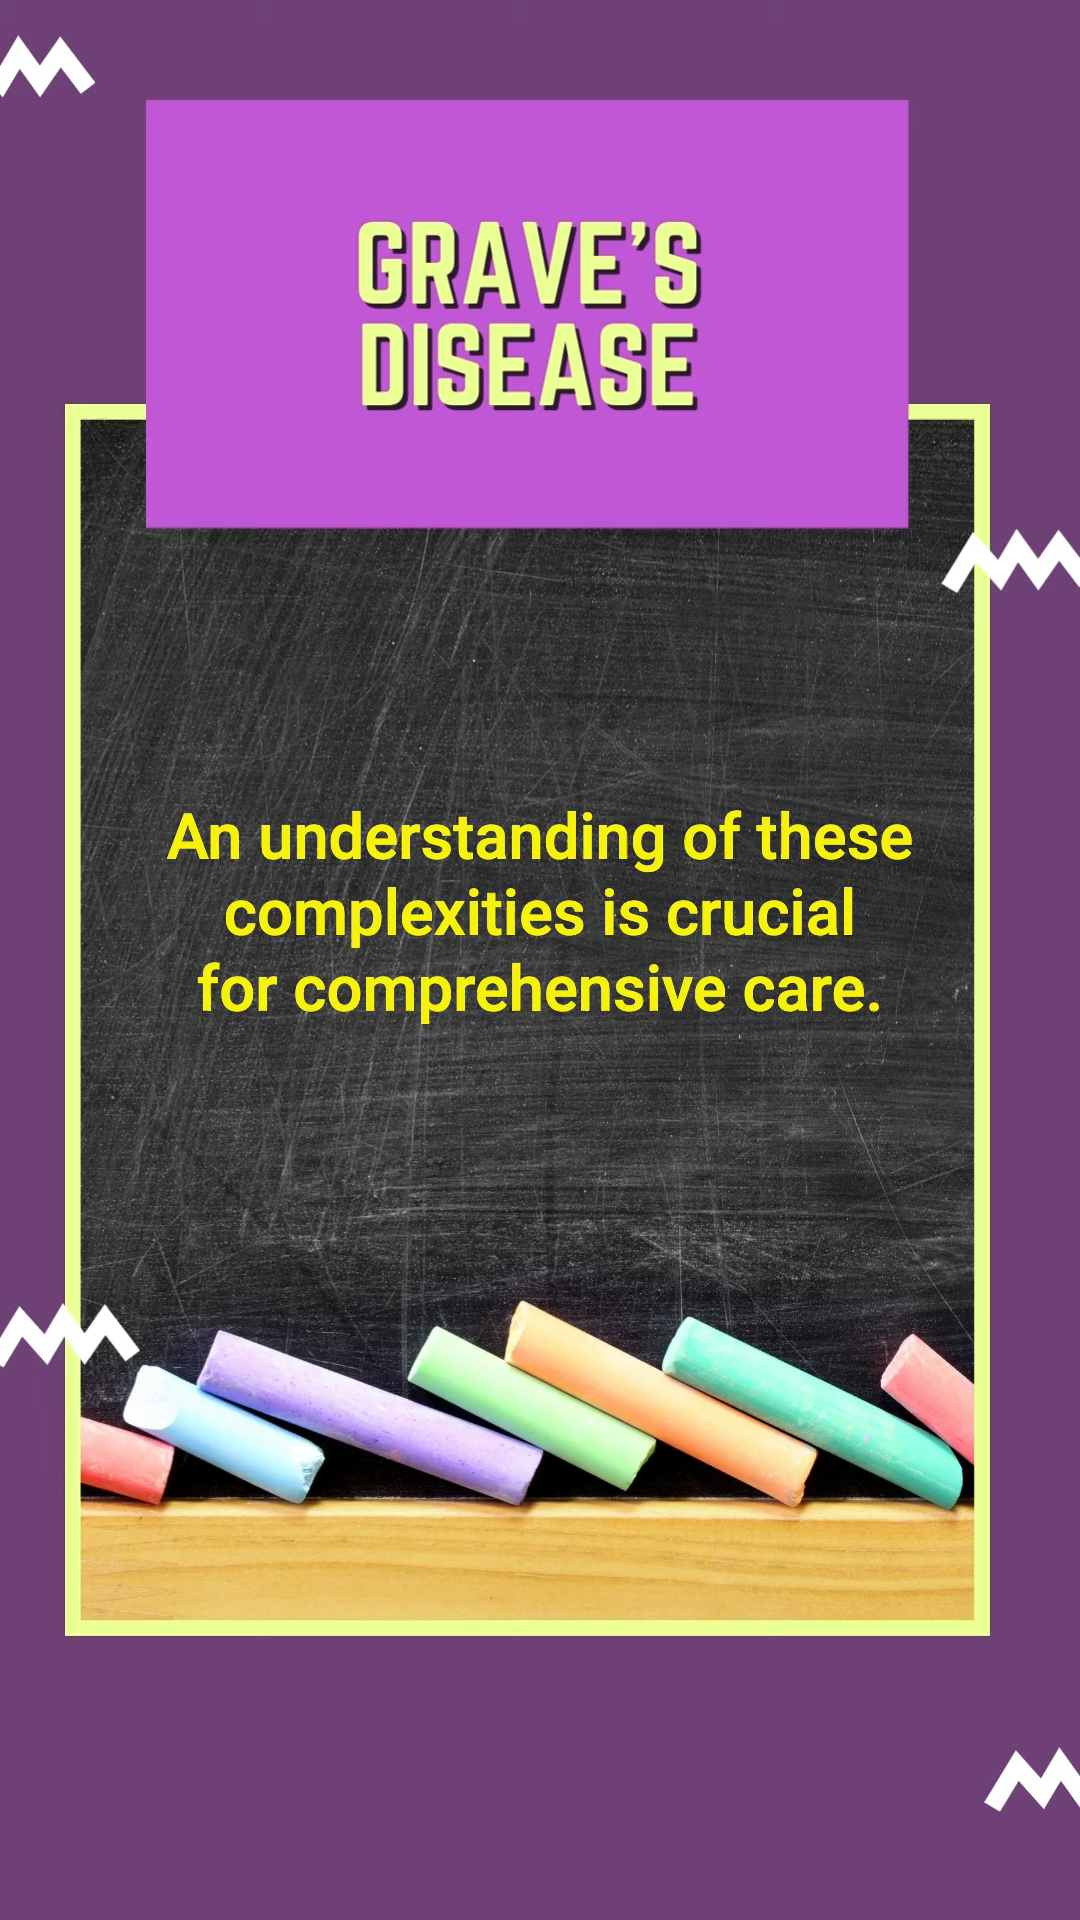 GRAVE'S
DISEASE
An understanding of these
complexities is crucial
for comprehensive care.